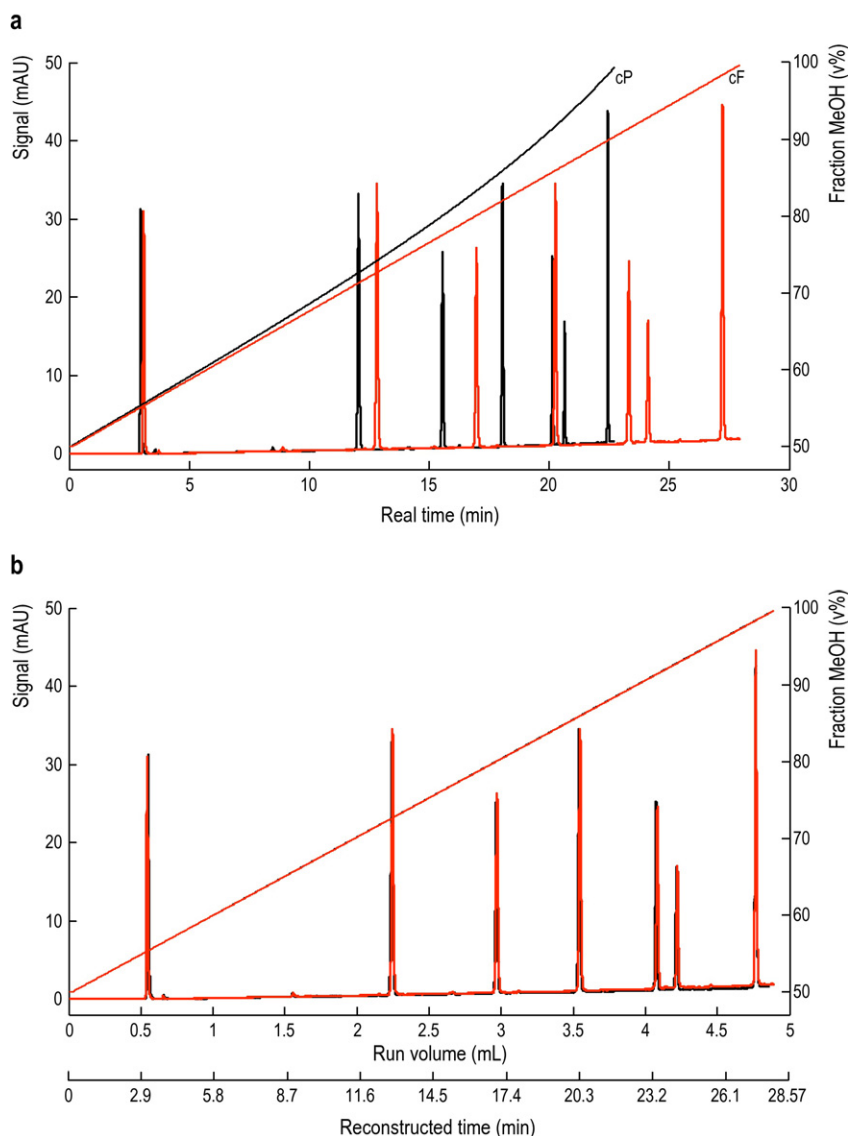 a
Signal (mAU)
Fraction MeOH (v%)
50
40
30
20
10
0
100
90
80
70
60
50
cP
cF
0 5 10 15 20 25 30
Real time (min)
b
Signal (mAU)
Fraction MeOH (v%)
50
40
30
20
10
0
100
90
80
70
60
50
0 0.5 1 1.5 2 2.5 3 3.5 4 4.5 5
Run volume (mL)
0 2.9 5.8 8.7 11.6 14.5 17.4 20.3 23.2 26.1 28.57
Reconstructed time (min)